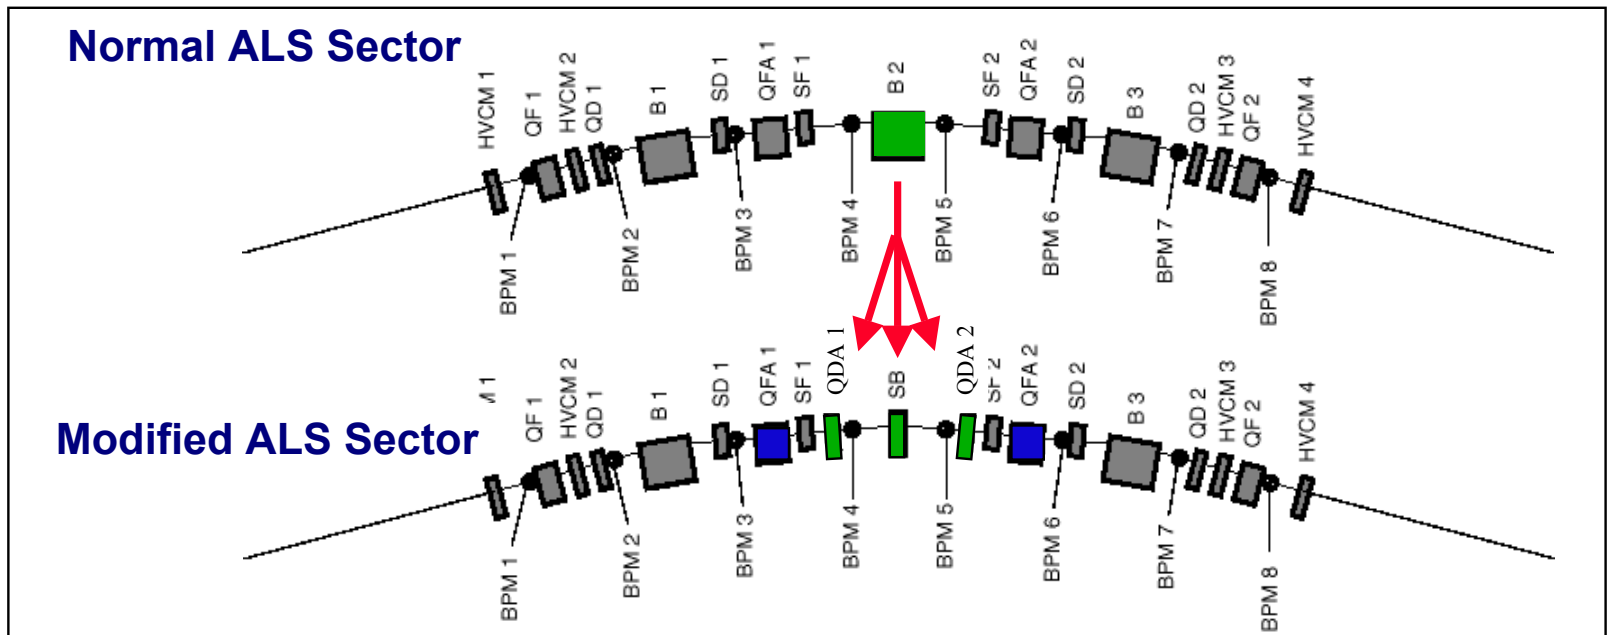 Normal ALS Sector
HVCM 1
QF 1
HVCM 2
QD 1
B 1
SD 1
QFA 1
SF 1
B 2
SF 2
QFA 2
SD 2
B 3
QD 2
HVCM 3
QF 2
HVCM 4
BPM 1
BPM 2
BPM 3
BPM 4
BPM 5
BPM 6
BPM 7
BPM 8
Modified ALS Sector
M 1
QF 1
HVCM 2
QD 1
B 1
SD 1
QFA 1
SF 1
QDA 1
SB
QDA 2
SF 2
QFA 2
SD 2
B 3
QD 2
HVCM 3
QF 2
HVCM 4
BPM 1
BPM 2
BPM 3
BPM 4
BPM 5
BPM 6
BPM 7
BPM 8